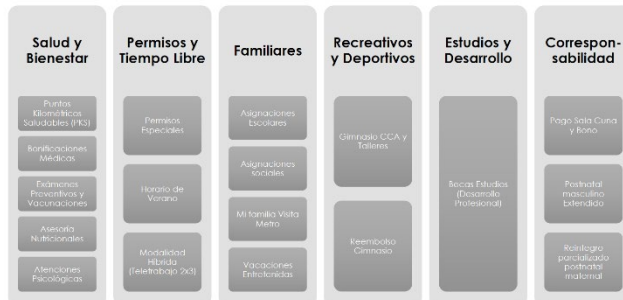 Salud y
Bienestar
Puntos
Kilométricos
Saludables (PKS)
Bonificaciones
Médicas
Exámenes
Preventivos y
Vacunaciones
Asesoría
Nutricionales
Atenciones
Psicológicas
Permisos y
Tiempo Libre
Permisos
Especiales
Horario de
Verano
Modalidad
Híbrida
(Teletrabajo 2x3)
Familiares
Asignaciones
Escolares
Asignaciones
sociales
Mi familia Visita
Metro
Vacaciones
Entretenidas
Recreativos
y Deportivos
Gimnasio CCA y
Talleres
Reembolso
Gimnasio
Estudios y
Desarrollo
Becas Estudios
(Desarrollo
Profesional)
Correspon-
sabilidad
Pago Sala Cuna
y Bono
Postnatal
masculino
Extendido
Reintegro
parcializado
postnatal
maternal